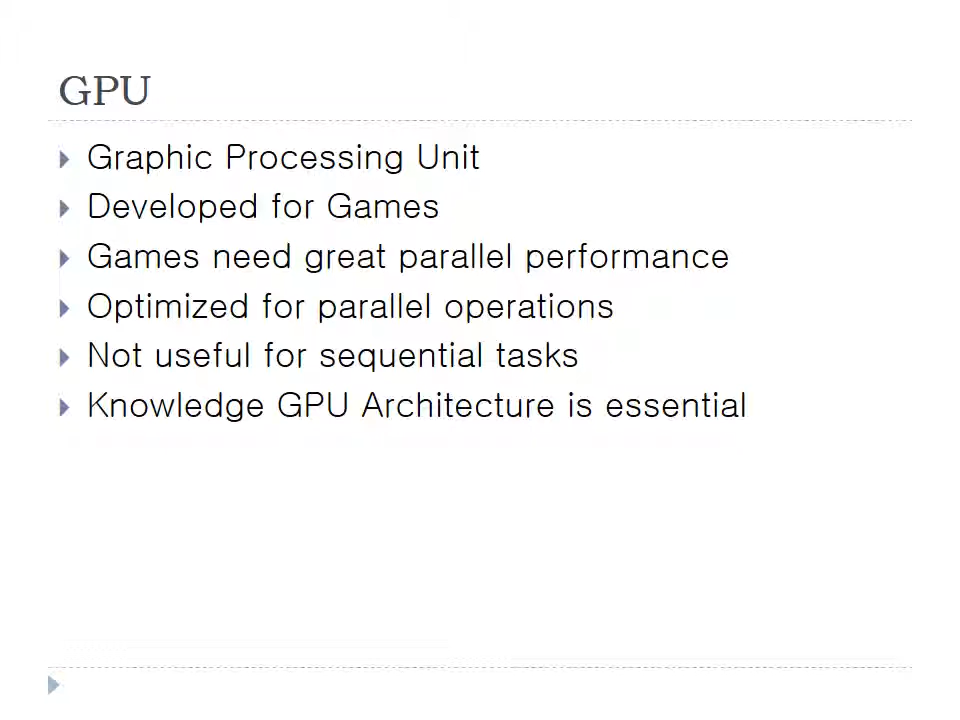 GPU
Graphic Processing Unit
Developed for Games
Games need great parallel performance
Optimized for parallel operations
Not useful for sequential tasks
Knowledge GPU Architecture is essential